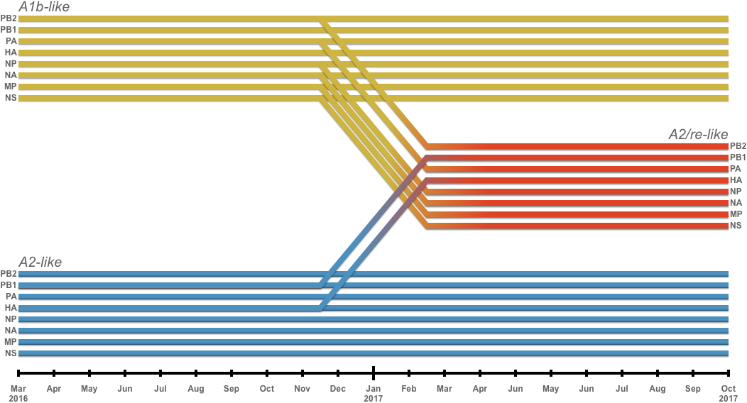 A1b-like
PB2
PB1
PA
HA
NP
NA
MP
NS
A2/re-like
PB2
PB1
PA
HA
NP
NA
MP
NS
A2-like
PB2
PB1
PA
HA
NP
NA
MP
NS
Mar Apr May Jun Jul Aug Sep Oct Nov Dec Jan Feb Mar Apr May Jun Jul Aug Sep Oct
2016 2017 2017